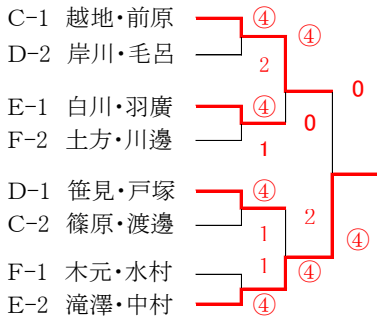 C-1 越地・前原 ④ ④
D-2 岸川・毛呂 2
0
E-1 白川・羽廣 ④ 0
F-2 土方・川邊 1
D-1 笹見・戸塚 ④
C-2 篠原・渡邊 1 2
④
F-1 木元・水村 1 ④
E-2 滝澤・中村 ④